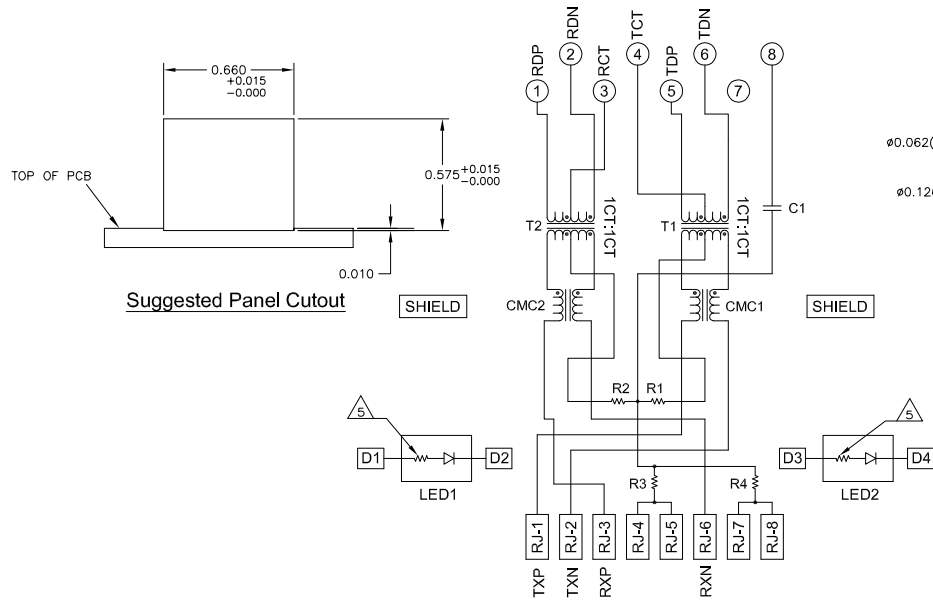 0.660
+0.015
-0.000
TOP OF PCB
0.575
+0.015
-0.000
0.010
Suggested Panel Cutout
SHIELD
RDP
RDN
RCT
TCT
TDP
TDN
1
2
3
4
5
6
7
8
T2
1CT:1CT
T1
1CT:1CT
C1
CMC2
CMC1
SHIELD
R2
R1
5
D1
D2
LED1
5
D3
D4
LED2
R3
R4
RJ-1
RJ-2
RJ-3
RJ-4
RJ-5
RJ-6
RJ-7
RJ-8
TXP
TXN
RXP
RXN
ø0.062(